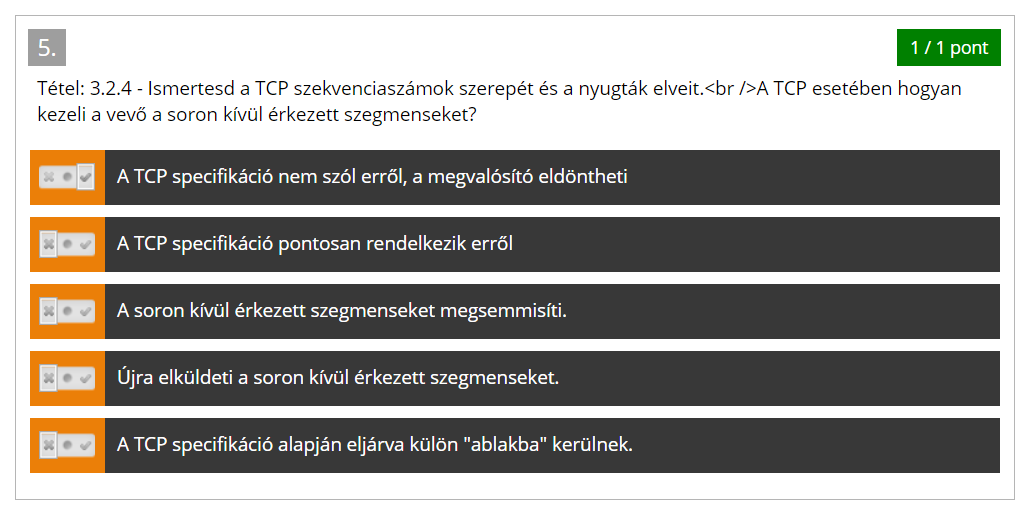 5.
1 / 1 pont
Tétel: 3.2.4 - Ismertesd a TCP szekvenciaszámok szerepét és a nyugták elveit.<br />A TCP esetében hogyan
kezeli a vevő a soron kívül érkezett szegmenseket?
A TCP specifikáció nem szól erről, a megvalósító eldöntheti
A TCP specifikáció pontosan rendelkezik erről
A soron kívül érkezett szegmenseket megsemmisíti.
Újra elküldeti a soron kívül érkezett szegmenseket.
A TCP specifikáció alapján eljárva külön "ablakba" kerülnek.